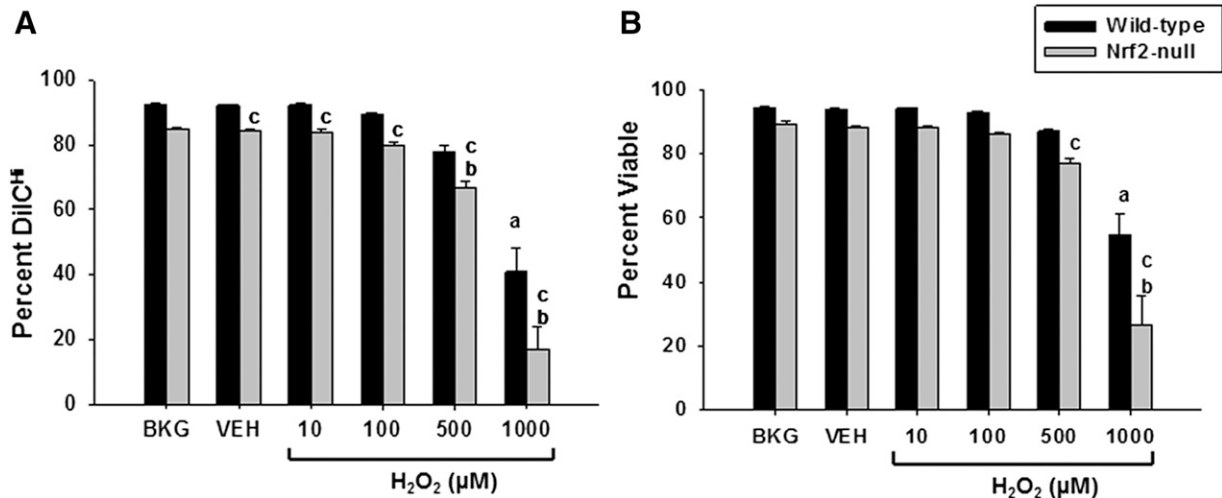 A
Percent DiIC^Hi
100
80
60
40
20
0
c
c
c
c
b
a
c
b
BKG VEH 10 100 500 1000
H₂O₂ (µM)
B
Wild-type
Nrf2-null
Percent Viable
100
80
60
40
20
0
c
a
c
b
BKG VEH 10 100 500 1000
H₂O₂ (µM)